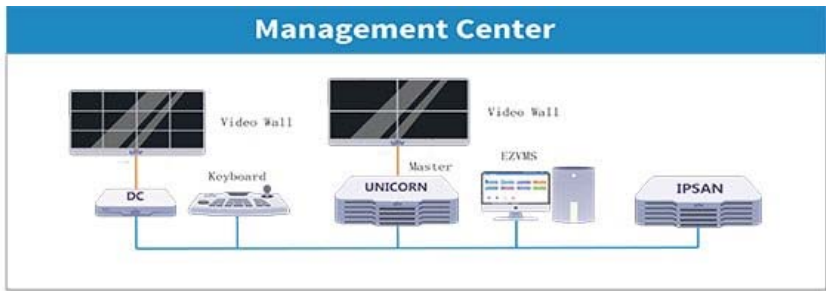 Management Center
Video Wall
Video Wall
Keyboard
Master
EZVMS
DC
UNICORN
IPSAN